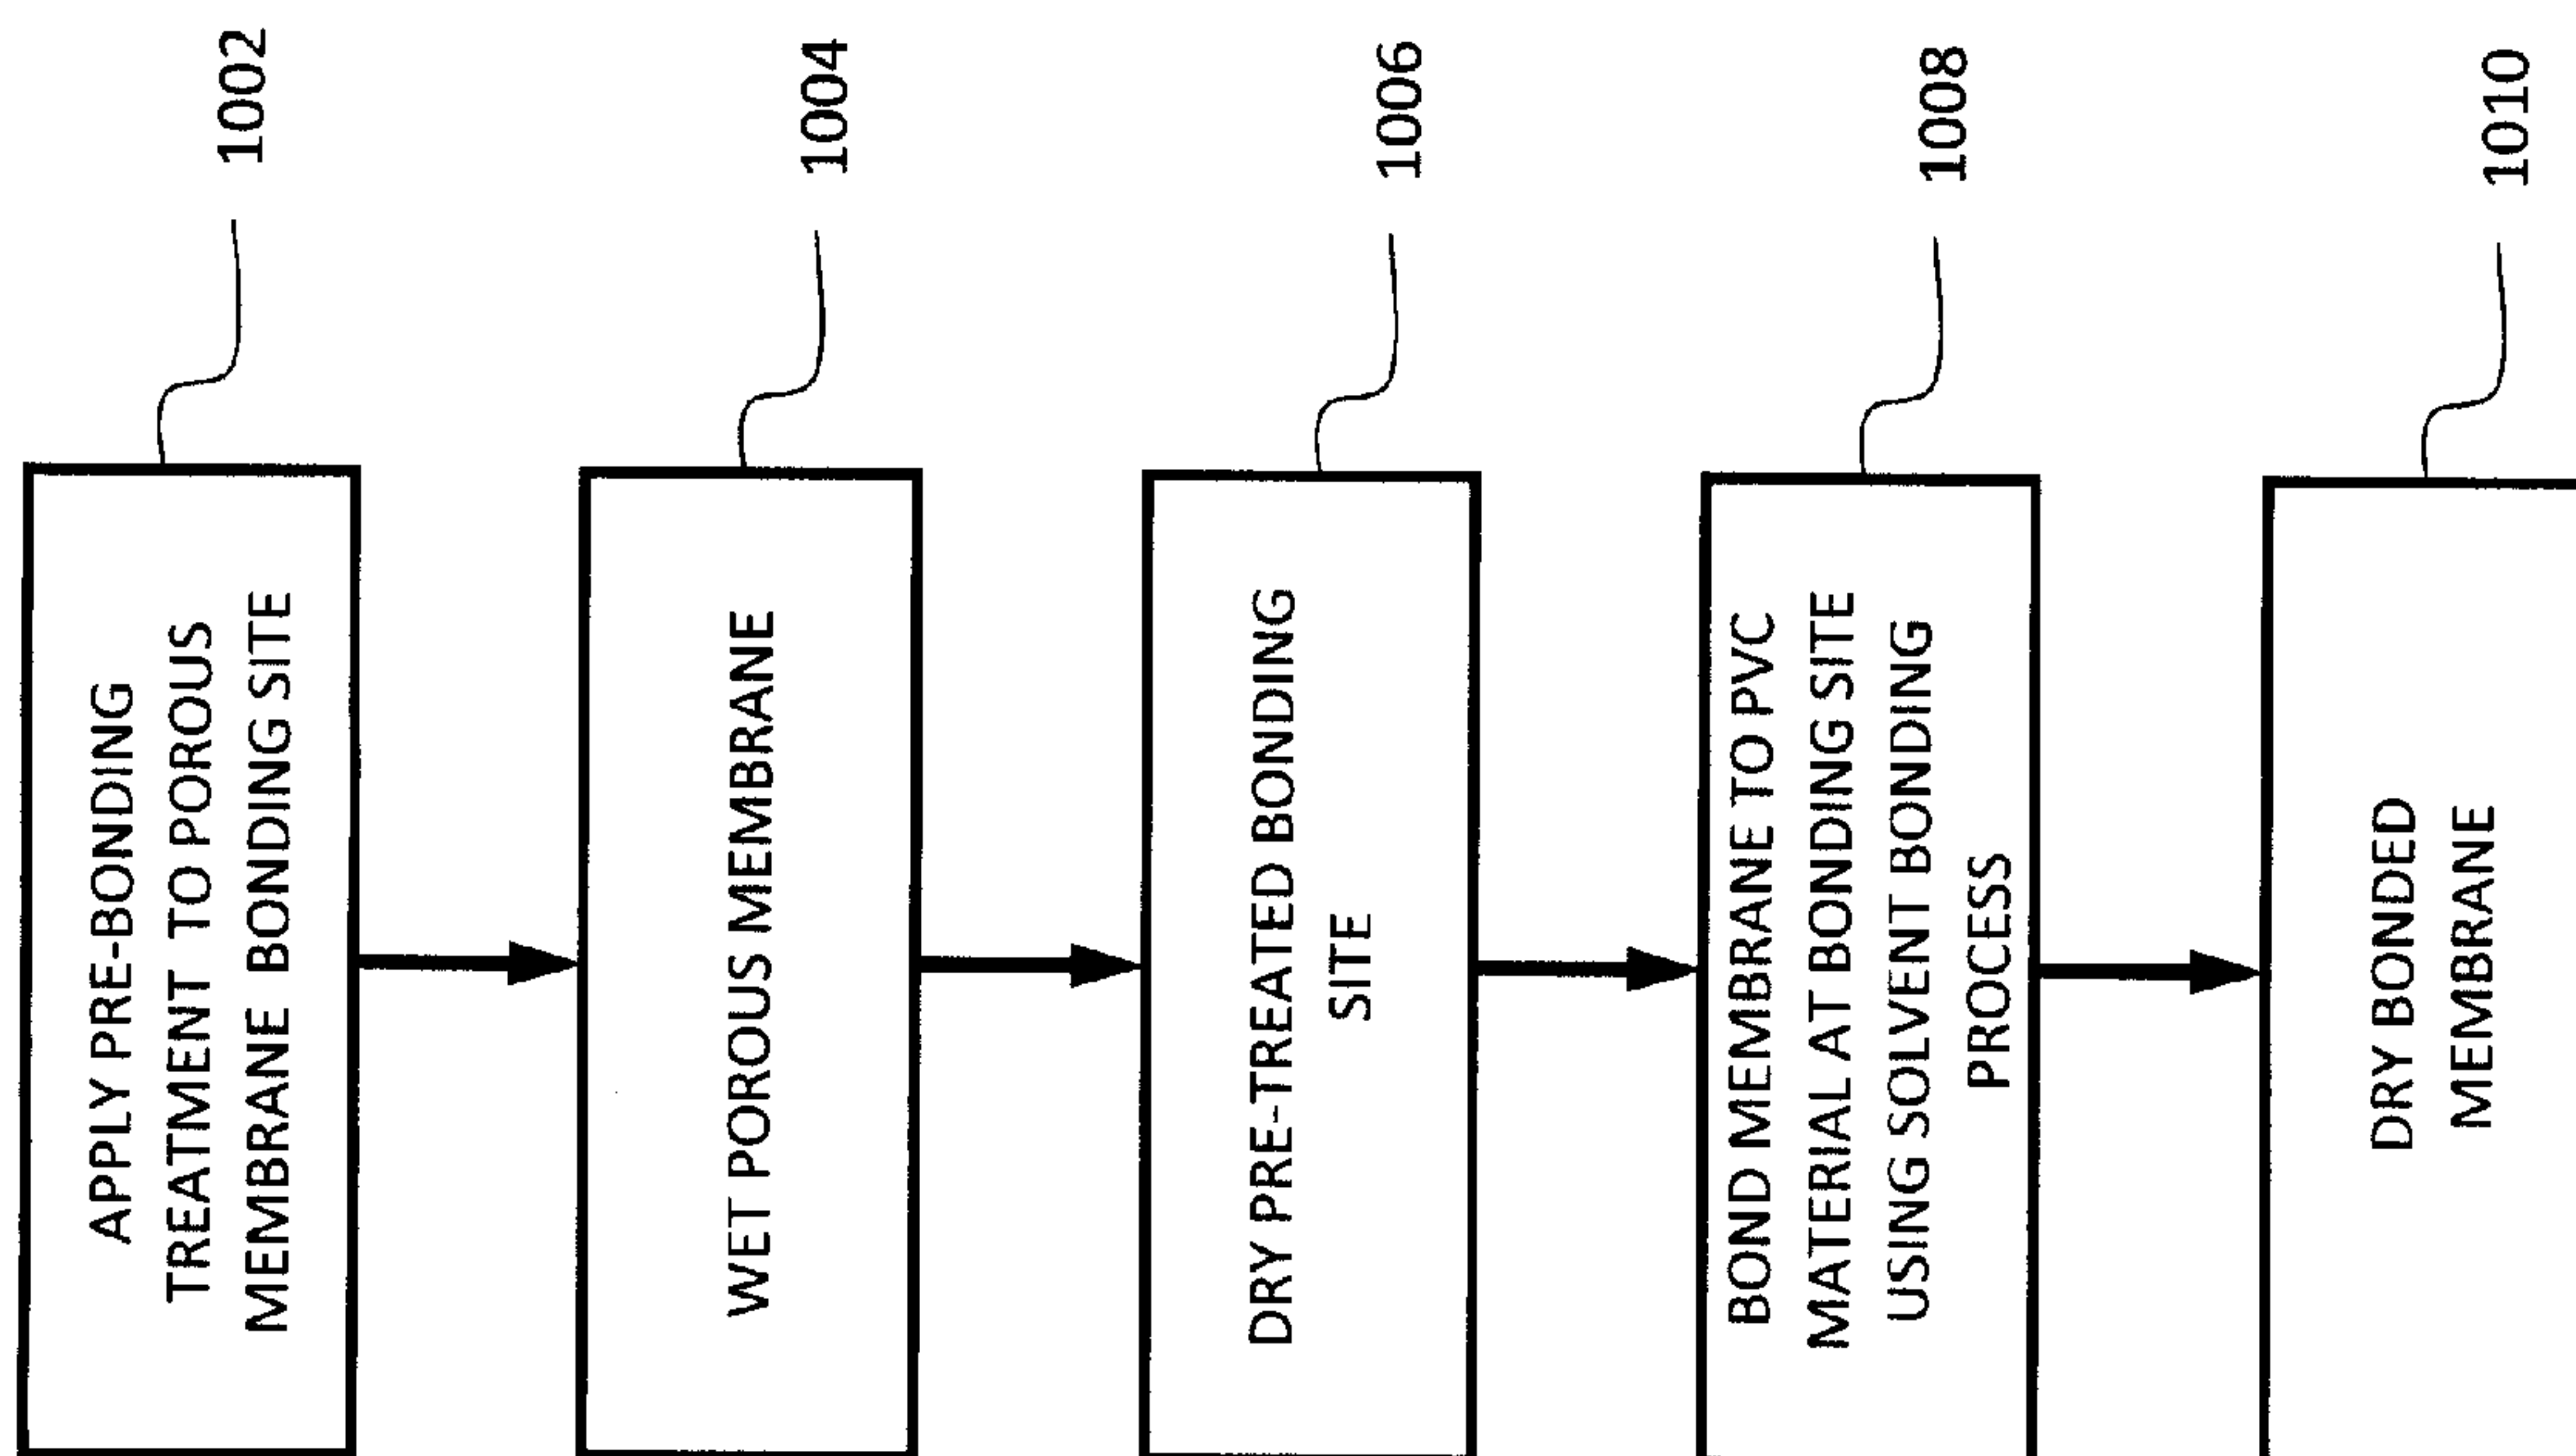 APPLY PRE-BONDING
TREATMENT TO POROUS
MEMBRANE BONDING SITE
1002
WET POROUS MEMBRANE
1004
DRY PRE-TREATED BONDING
SITE
1006
BOND MEMBRANE TO PVC
MATERIAL AT BONDING SITE
USING SOLVENT BONDING
PROCESS
1008
DRY BONDED
MEMBRANE
1010